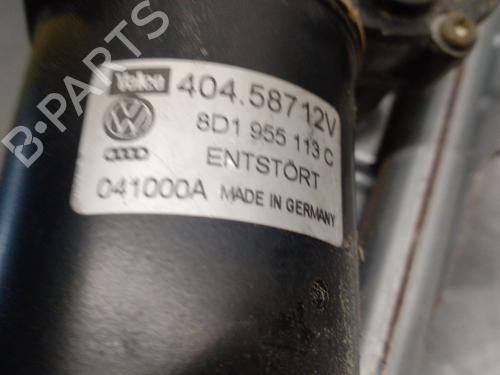 B-PARTS
Valeo 404.587 12V
8D1 955 113 C
ENTSTÖRT
041000A MADE IN GERMANY